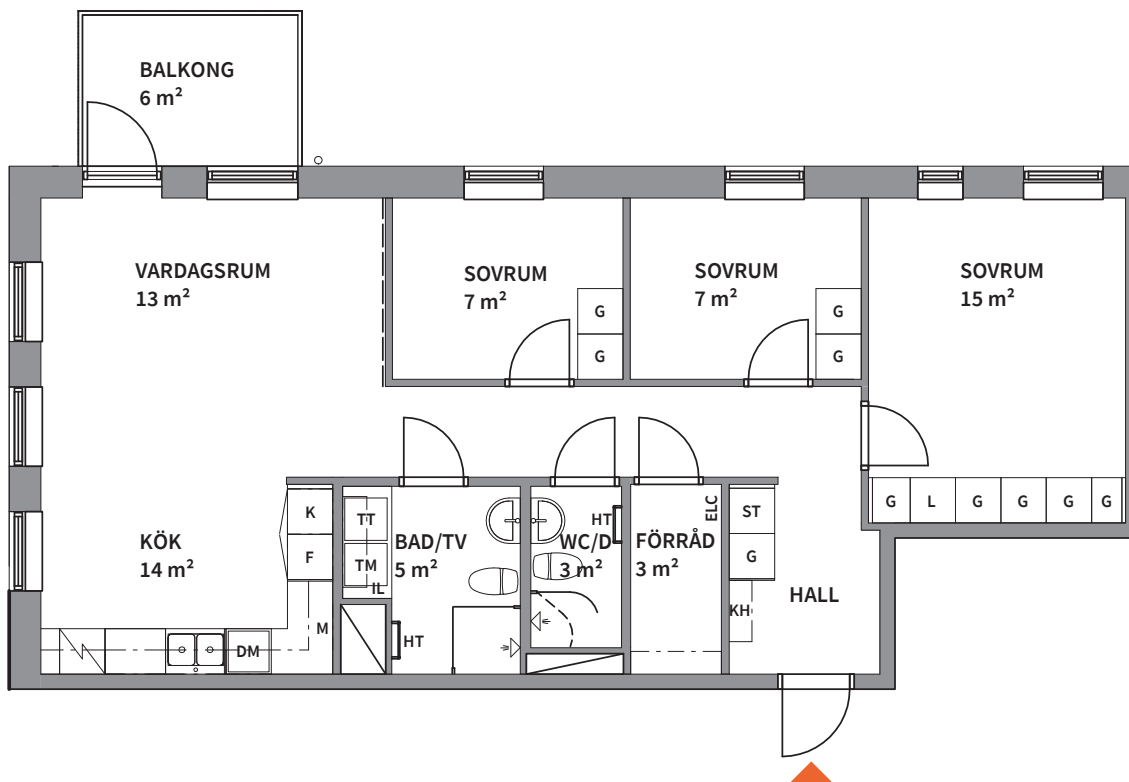 BALKONG
6 m²
VARDAGSRUM
13 m²
SOVRUM
7 m²
G
G
SOVRUM
7 m²
G
G
SOVRUM
15 m²
G L G G G G
KÖK
14 m²
K
F
M
DM
TT
TM
IL
BAD/TV
5 m²
HT
HT
WC/D
3 m²
ELC
FÖRRÅD
3 m²
ST
G
KH
HALL